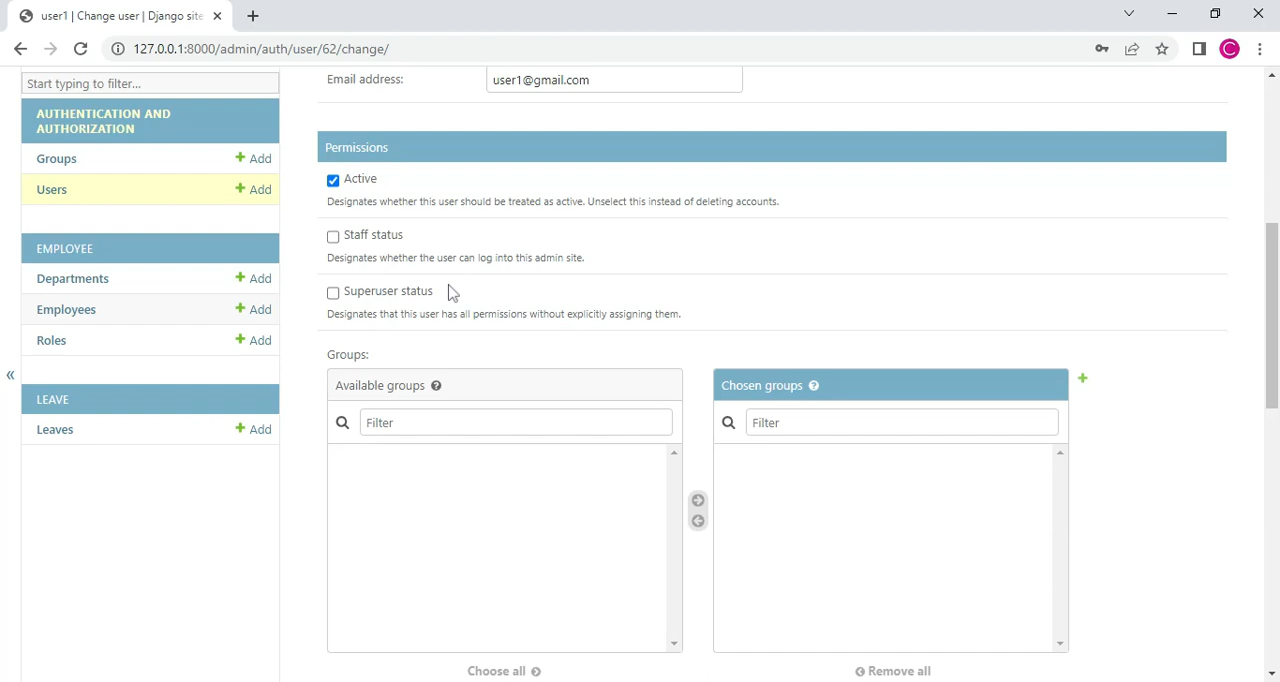 user1 | Change user | Django site
127.0.0.1:8000/admin/auth/user/62/change/
C
Start typing to filter...
AUTHENTICATION AND
AUTHORIZATION
Groups + Add
Users + Add
EMPLOYEE
Departments + Add
Employees + Add
Roles + Add
«
LEAVE
Leaves + Add
Email address: user1@gmail.com
Permissions
Active
Designates whether this user should be treated as active. Unselect this instead of deleting accounts.
Staff status
Designates whether the user can log into this admin site.
Superuser status
Designates that this user has all permissions without explicitly assigning them.
Groups:
Available groups ?
Filter
Choose all
Chosen groups ?
Filter
Remove all